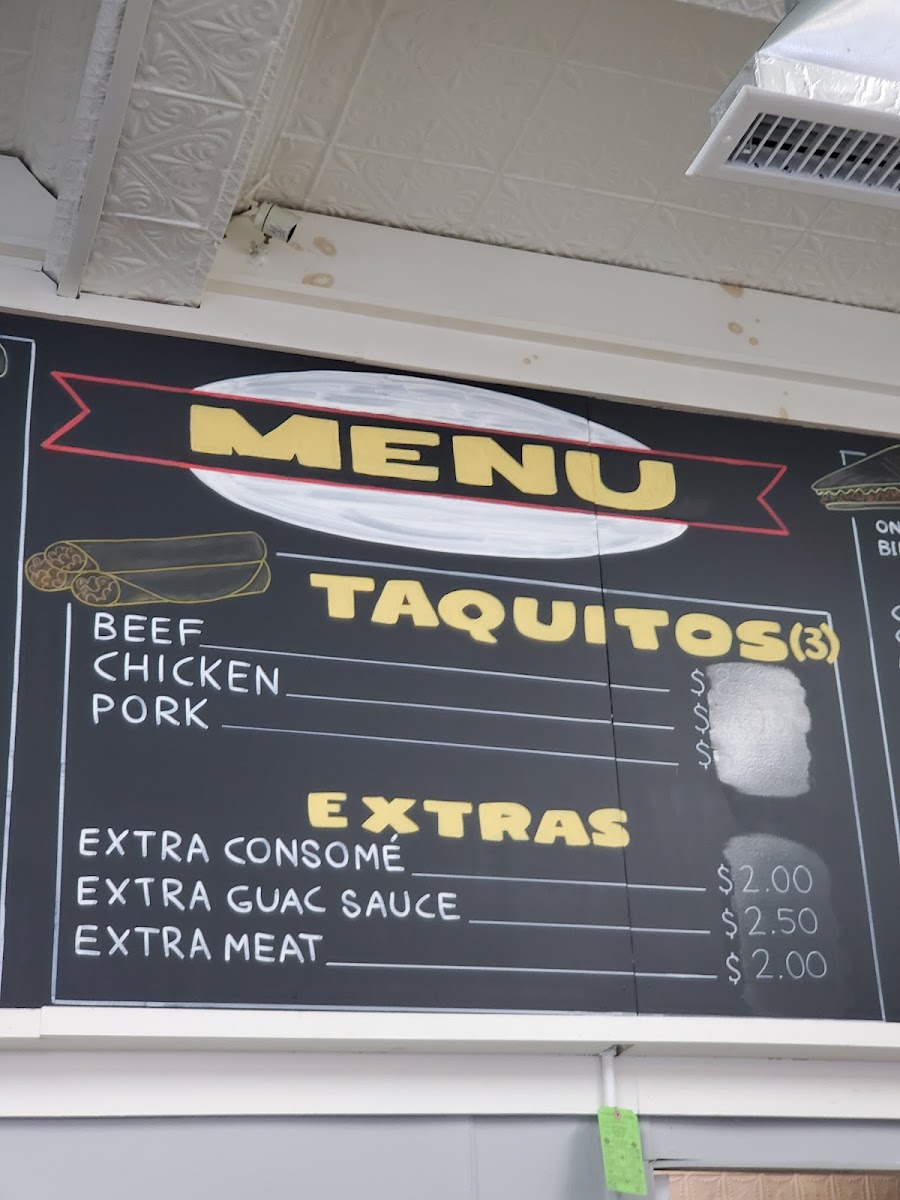 MENU
TAQUITOS(3)
BEEF $
CHICKEN $
PORK $
EXTRAS
EXTRA CONSOMÉ $2.00
EXTRA GUAC SAUCE $2.50
EXTRA MEAT $2.00